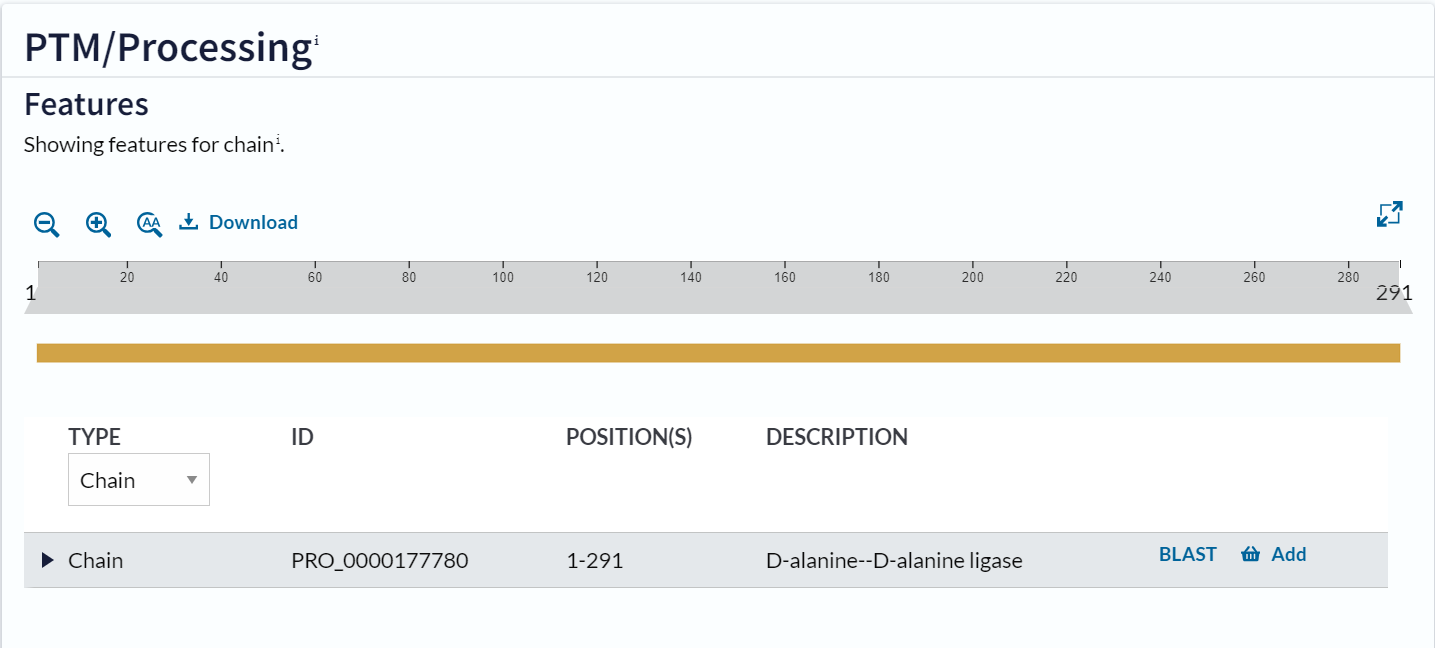 PTM/Processing i
Features
Showing features for chain i.
AA Download
20 40 60 80 100 120 140 160 180 200 220 240 260 280
1 291
TYPE ID POSITION(S) DESCRIPTION
Chain
Chain PRO_0000177780 1-291 D-alanine--D-alanine ligase BLAST Add